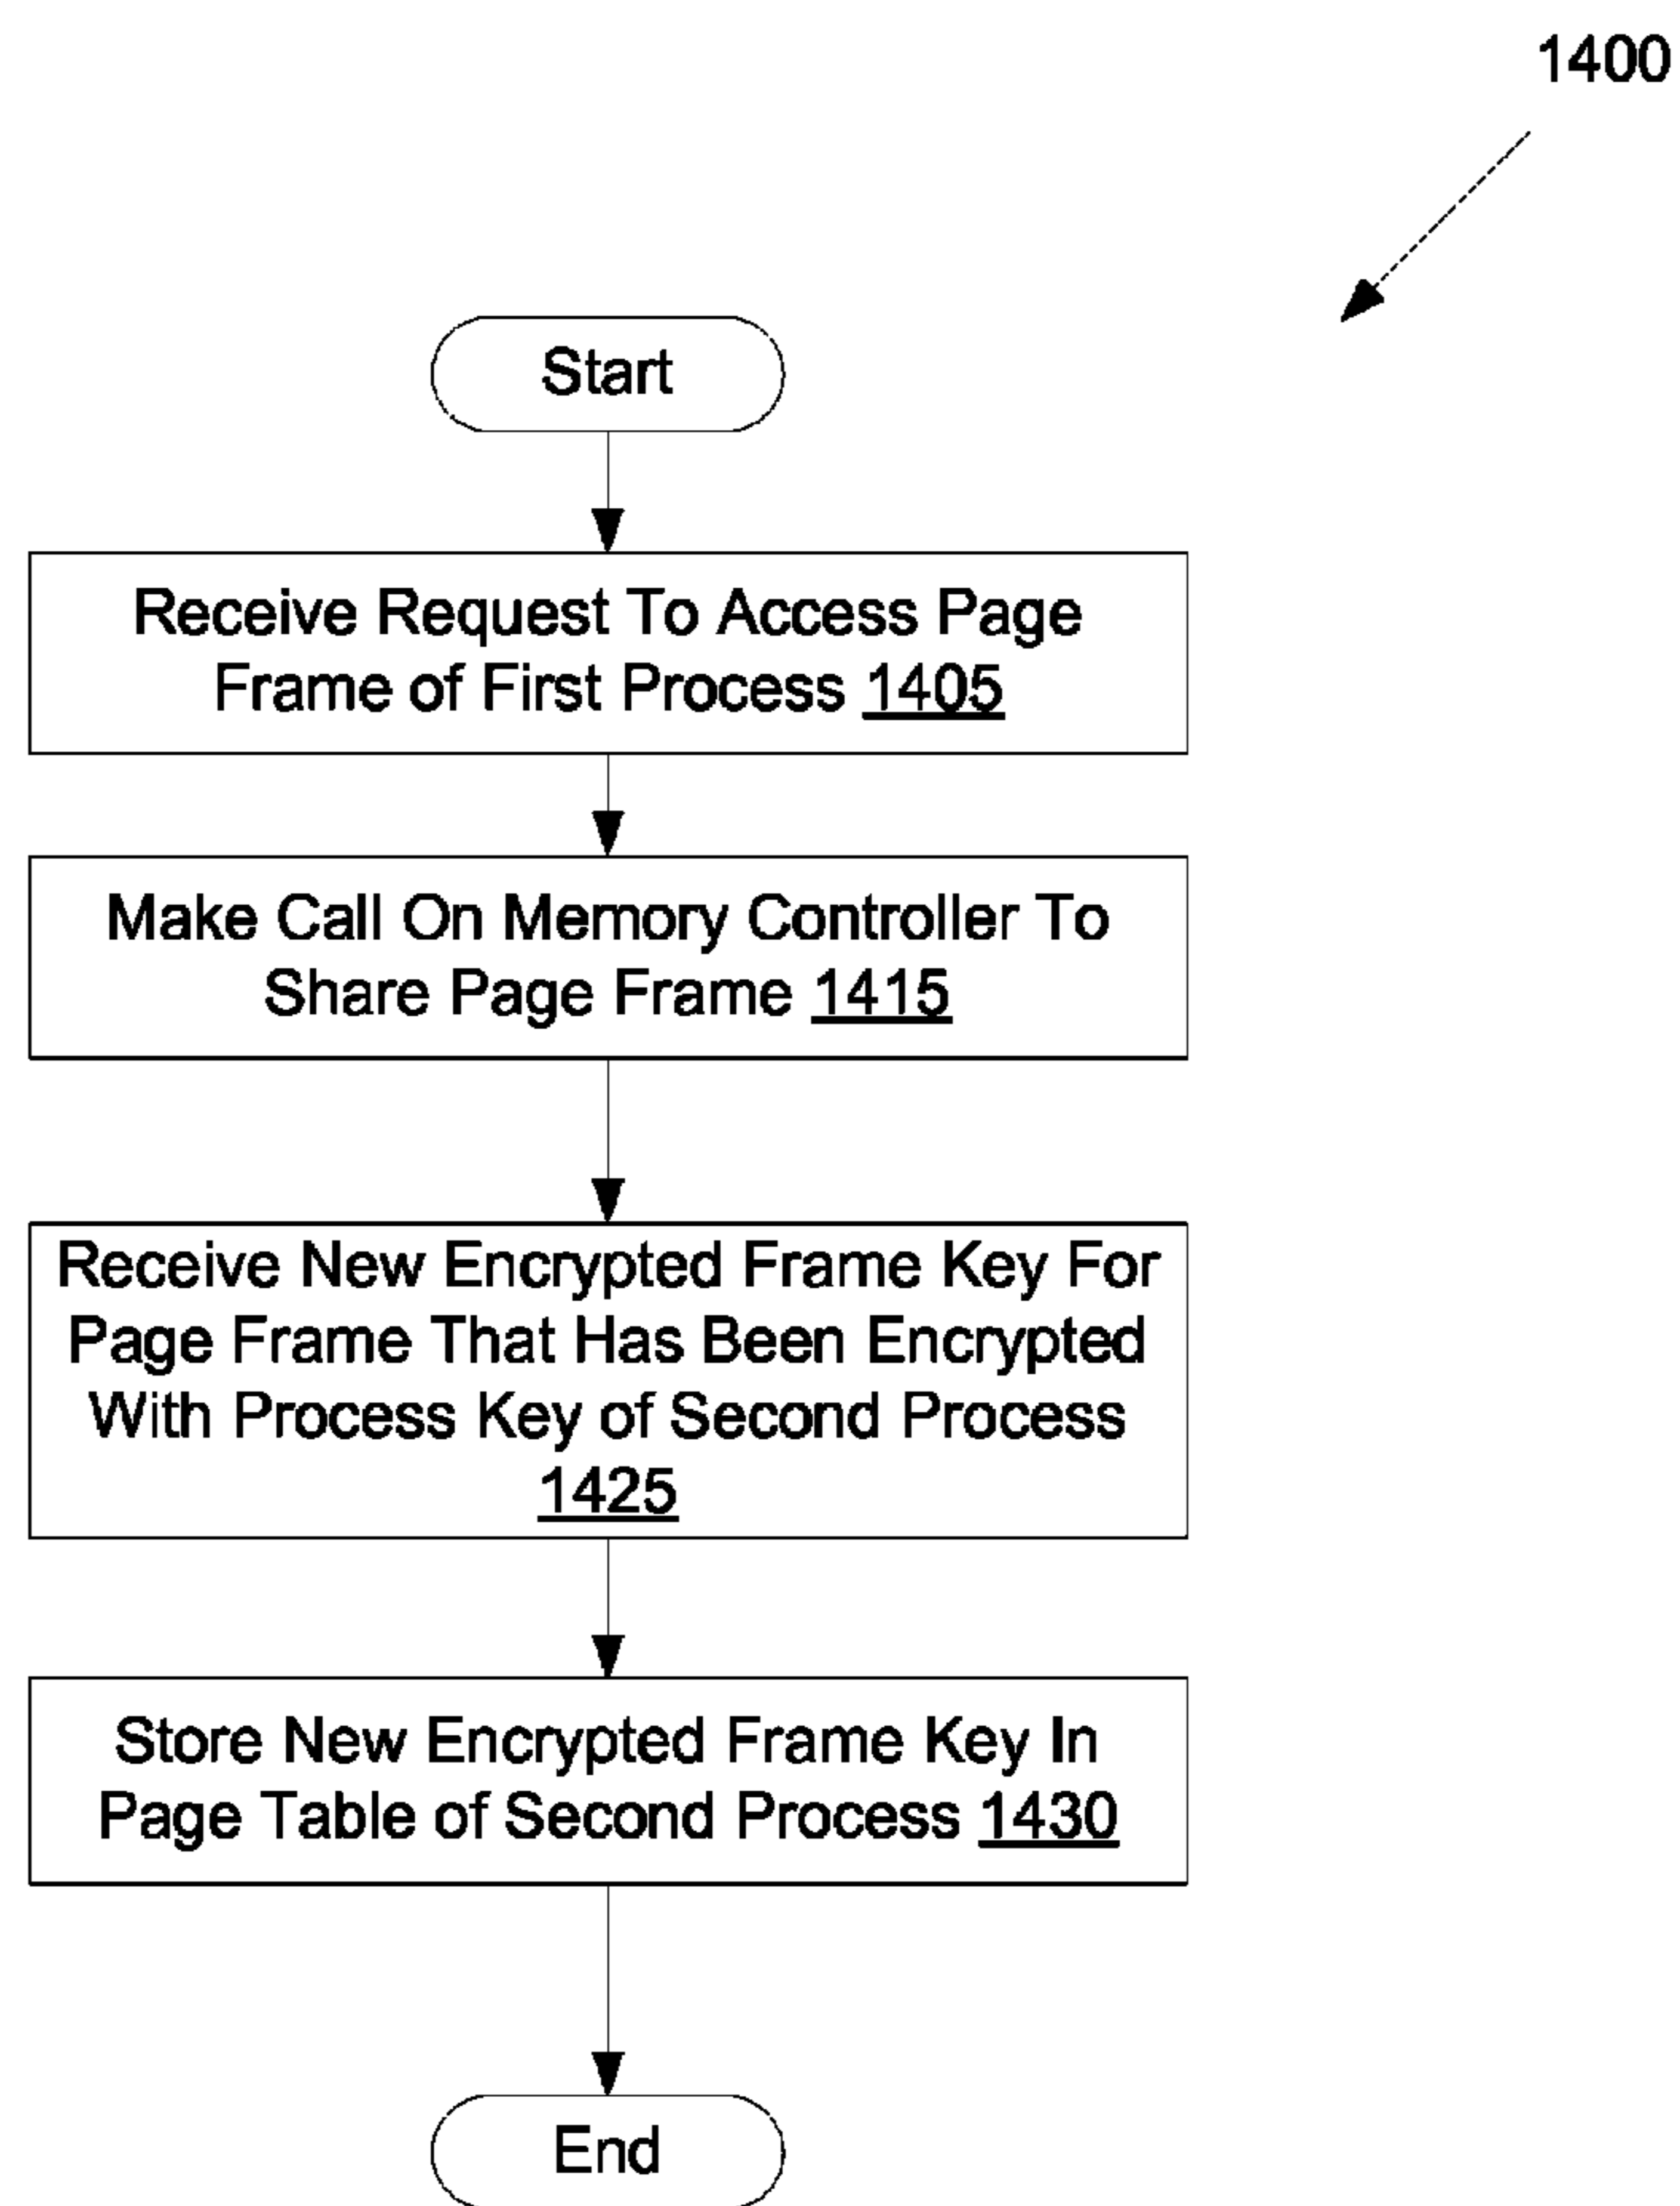 1400
Start
Receive Request To Access Page
Frame of First Process 1405
Make Call On Memory Controller To
Share Page Frame 1415
Receive New Encrypted Frame Key For
Page Frame That Has Been Encrypted
With Process Key of Second Process
1425
Store New Encrypted Frame Key In
Page Table of Second Process 1430
End